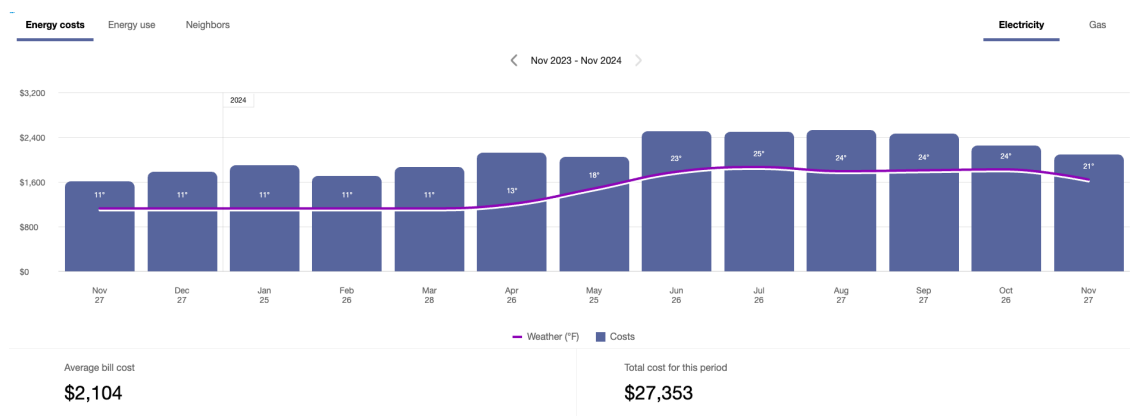 Energy costs Energy use Neighbors Electricity Gas
Nov 2023 - Nov 2024
$3,200
2024
$2,400
$1,600
$800
$0
11° 11° 11° 11° 11° 13° 18° 23° 25° 24° 24° 24° 21°
Nov Dec Jan Feb Mar Apr May Jun Jul Aug Sep Oct Nov
27 27 25 26 28 26 25 26 26 27 27 26 27
Weather (°F) Costs
Average bill cost Total cost for this period
$2,104 $27,353